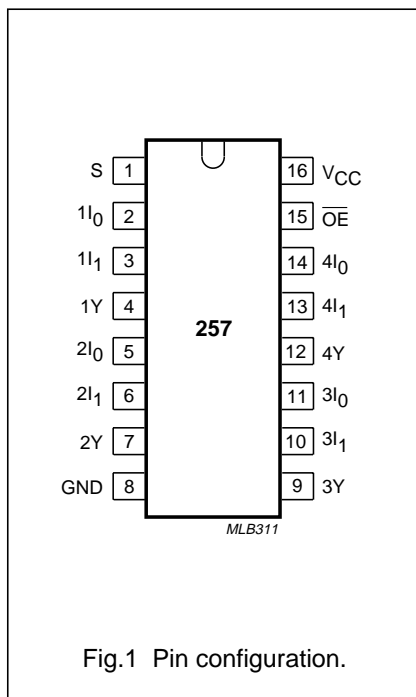 S 1 16 VCC
1I0 2 15 OE
1I1 3 14 4I0
1Y 4 13 4I1
257
2I0 5 12 4Y
2I1 6 11 3I0
2Y 7 10 3I1
GND 8 9 3Y
MLB311
Fig.1 Pin configuration.